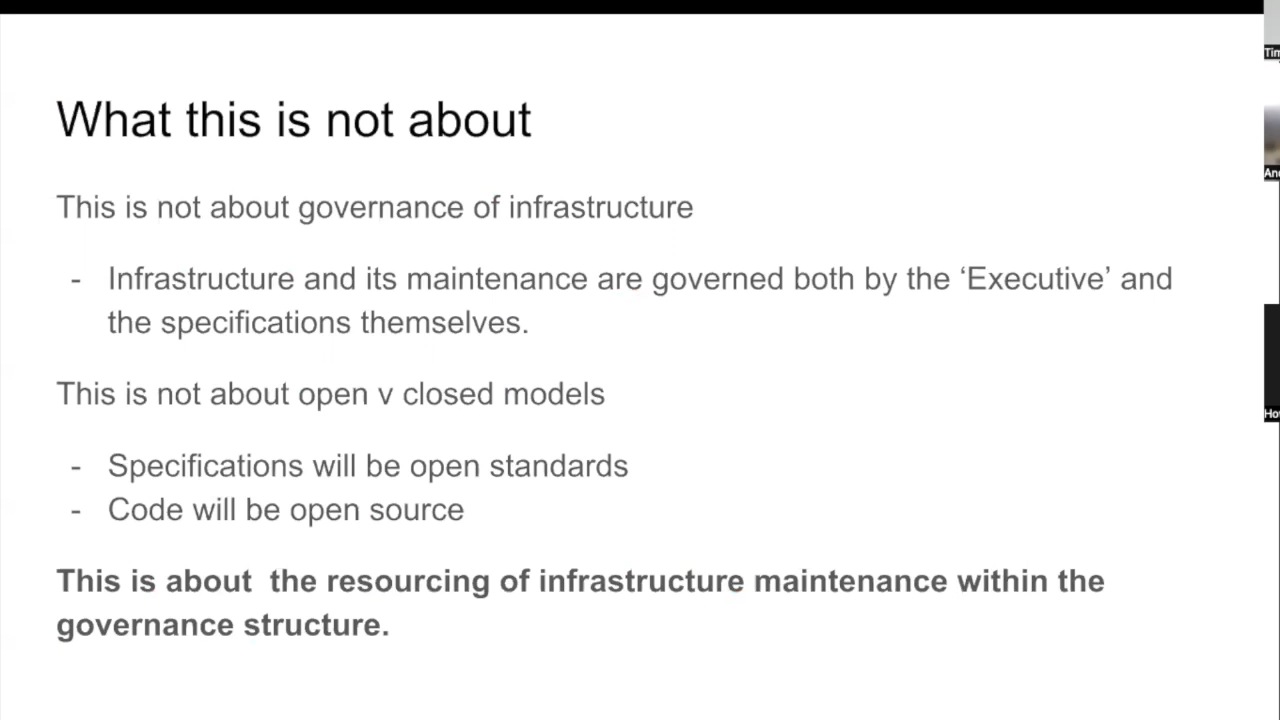 What this is not about
This is not about governance of infrastructure
- Infrastructure and its maintenance are governed both by the ‘Executive’ and
the specifications themselves.
This is not about open v closed models
- Specifications will be open standards
- Code will be open source
This is about  the resourcing of infrastructure maintenance within the
governance structure.